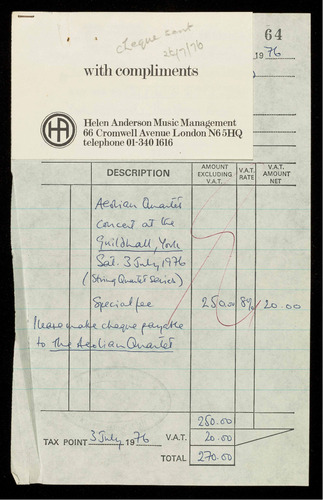 cheque sent
26/7/76
with compliments
HA
Helen Anderson Music Management
66 Cromwell Avenue London N6 5HQ
telephone 01-340 1616
64
1976
DESCRIPTION
AMOUNT EXCLUDING V.A.T.
V.A.T. RATE
V.A.T. AMOUNT NET
Aeolian Quartet
concert at the
Guildhall, York
Sat. 3 July 1976
(String Quartet Series)
Special fee 250.00 8% 20.00
Please make cheque payable
to The Aeolian Quartet
250.00
TAX POINT 3 July 1976 V.A.T. 20.00
TOTAL 270.00